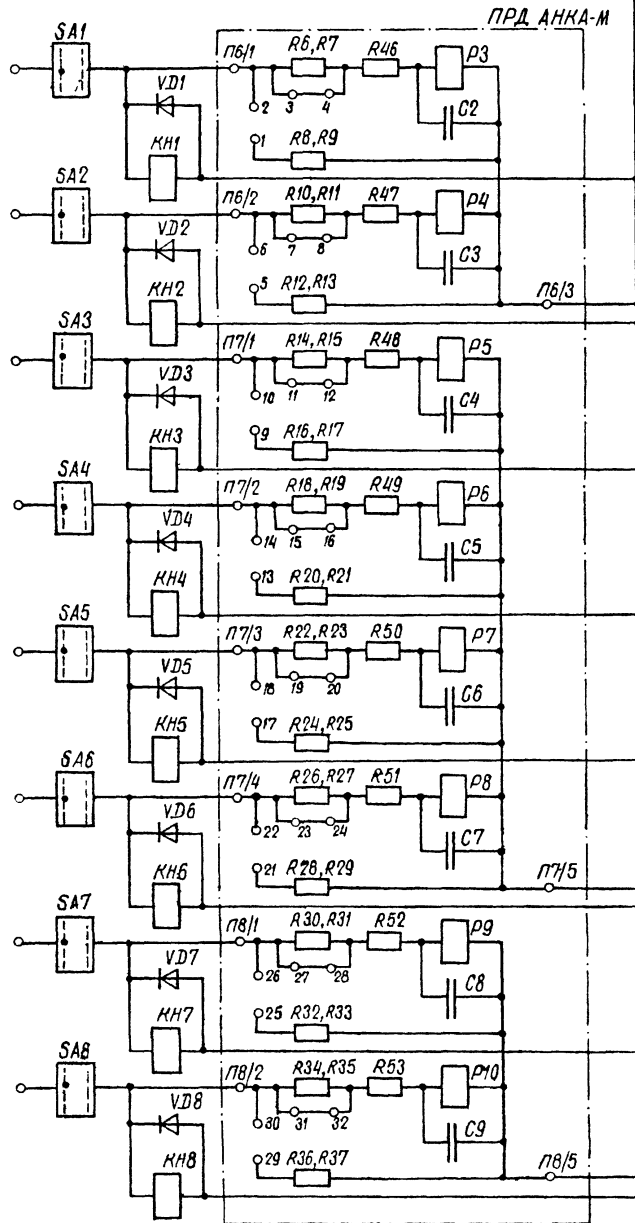 ПРД АНКА-М
SA1
П6/1
R6, R7
R46
P3
VD1
C2
3
4
2
1
KH1
R8, R9
SA2
П6/2
R10, R11
R47
P4
VD2
C3
7
8
6
5
KH2
R12, R13
П6/3
SA3
П7/1
R14, R15
R48
P5
VD3
C4
11
12
10
9
KH3
R16, R17
SA4
П7/2
R18, R19
R49
P6
VD4
C5
15
16
14
13
KH4
R20, R21
SA5
П7/3
R22, R23
R50
P7
VD5
C6
19
20
18
17
KH5
R24, R25
SA6
П7/4
R26, R27
R51
P8
VD6
C7
23
24
22
21
KH6
R28, R29
П7/5
SA7
П8/1
R30, R31
R52
P9
VD7
C8
27
28
26
25
KH7
R32, R33
SA8
П8/2
R34, R35
R53
P10
VD8
C9
31
32
30
29
KH8
R36, R37
П8/5